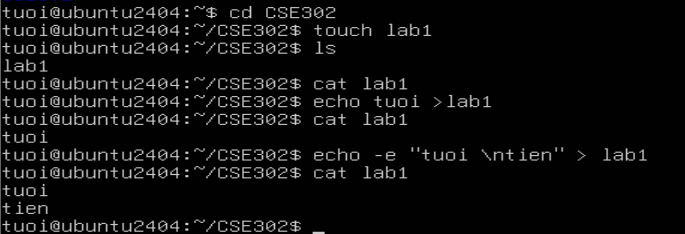 tuoi@ubuntu2404:~$ cd CSE302
tuoi@ubuntu2404:~/CSE302$ touch lab1
tuoi@ubuntu2404:~/CSE302$ ls
lab1
tuoi@ubuntu2404:~/CSE302$ cat lab1
tuoi@ubuntu2404:~/CSE302$ echo tuoi >lab1
tuoi@ubuntu2404:~/CSE302$ cat lab1
tuoi
tuoi@ubuntu2404:~/CSE302$ echo -e "tuoi \ntien" > lab1
tuoi@ubuntu2404:~/CSE302$ cat lab1
tuoi
tien
tuoi@ubuntu2404:~/CSE302$ _